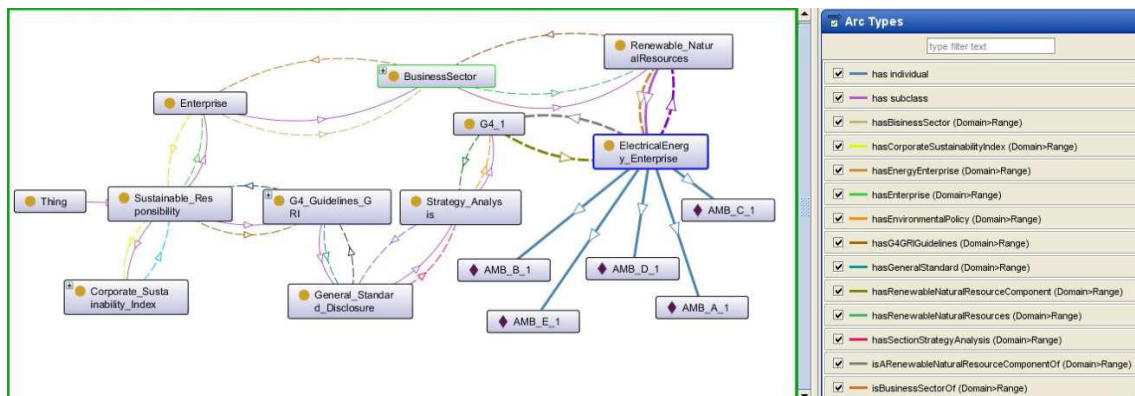 Renewable_Natur
alResources
BusinessSector
Enterprise
G4_1
ElectricalEnerg
y_Enterprise
Thing
Sustainable_Res
ponsibility
G4_Guidelines_G
RI
Strategy_Analys
is
AMB_C_1
AMB_B_1
AMB_D_1
Corporate_Susta
inability_Index
General_Standar
d_Disclosure
AMB_E_1
AMB_A_1
Arc Types
type filter text
has individual
has subclass
hasBisinessSector (Domain>Range)
hasCorporateSustainabilityIndex (Domain>Range)
hasEnergyEnterprise (Domain>Range)
hasEnterprise (Domain>Range)
hasEnvironmentalPolicy (Domain>Range)
hasG4GRIGuidelines (Domain>Range)
hasGeneralStandard (Domain>Range)
hasRenewableNaturalResourceComponent (Domain>Range)
hasRenewableNaturalResources (Domain>Range)
hasSectionStrategyAnalysis (Domain>Range)
isARenewableNaturalResourceComponentOf (Domain>Range)
isBusinessSectorOf (Domain>Range)